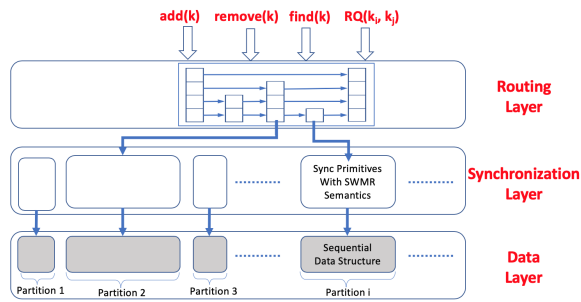 add(k) remove(k) find(k) RQ(kᵢ, kⱼ)
Routing
Layer
Sync Primitives
With SWMR
Semantics
Synchronization
Layer
Sequential
Data Structure
Data
Layer
Partition 1 Partition 2 Partition 3 Partition i